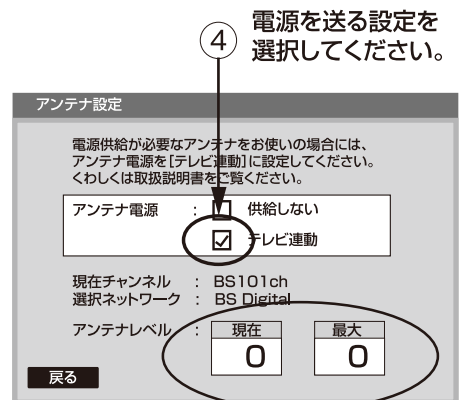 ④
電源を送る設定を
選択してください。
アンテナ設定
電源供給が必要なアンテナをお使いの場合には、
アンテナ電源を[テレビ連動]に設定してください。
くわしくは取扱説明書をご覧ください。
アンテナ電源 : 供給しない
テレビ連動
現在チャンネル : BS101ch
選択ネットワーク : BS Digital
アンテナレベル : 現在 最大
0 0
戻る